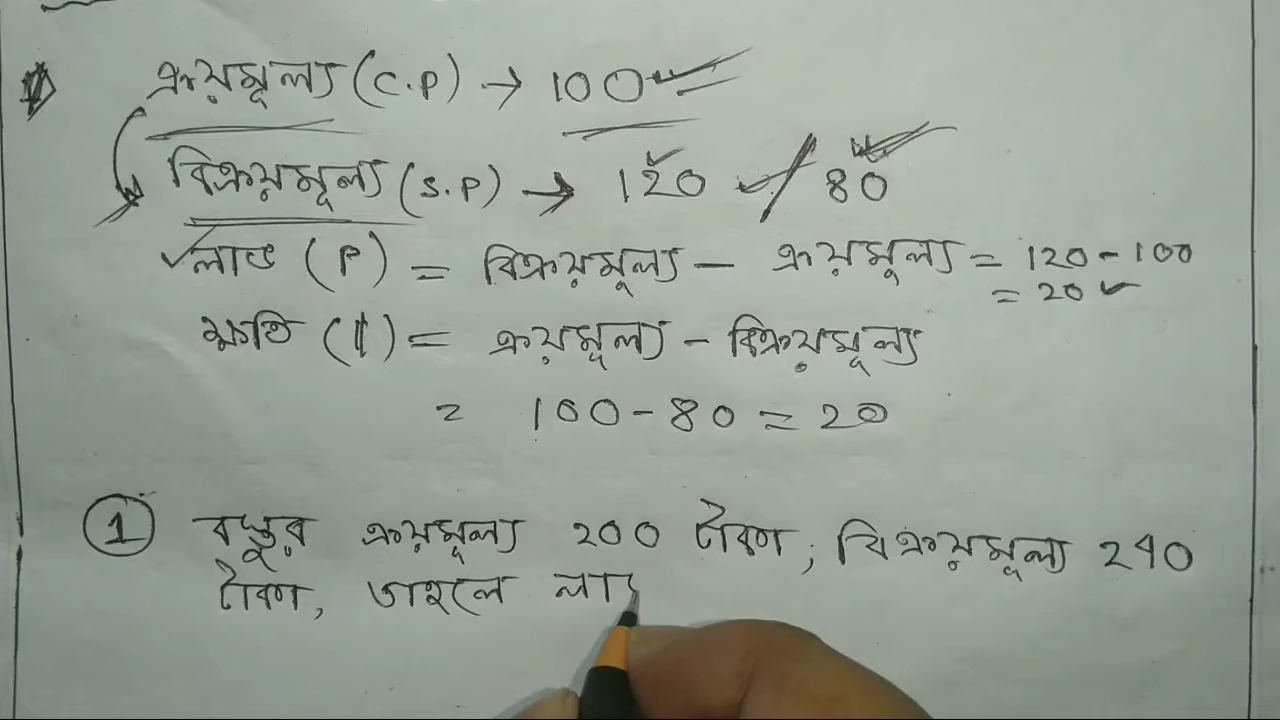 ক্রয়মূল্য (C.P) → 100
বিক্রয়মূল্য (S.P) → 120 / 80
লাভ (P) = বিক্রয়মূল্য - ক্রয়মূল্য = 120 - 100
= 20
ক্ষতি (l) = ক্রয়মূল্য - বিক্রয়মূল্য
= 100 - 80 = 20
① বস্তুর ক্রয়মূল্য 200 টাকা, বিক্রয়মূল্য 240
টাকা, তাহলে লা